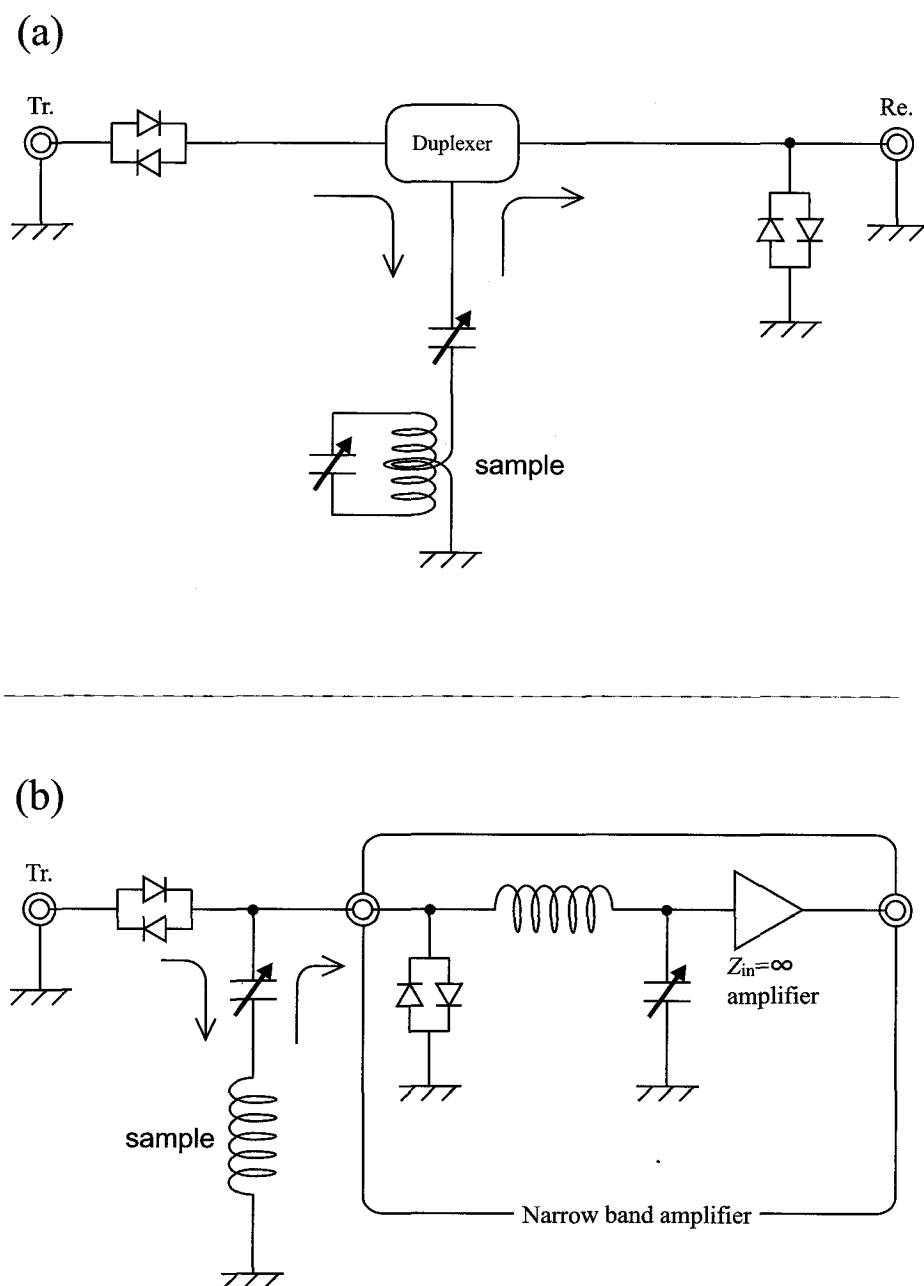 (a)
Tr.
Duplexer
Re.
sample
(b)
Tr.
Zin=∞
amplifier
sample
Narrow band amplifier